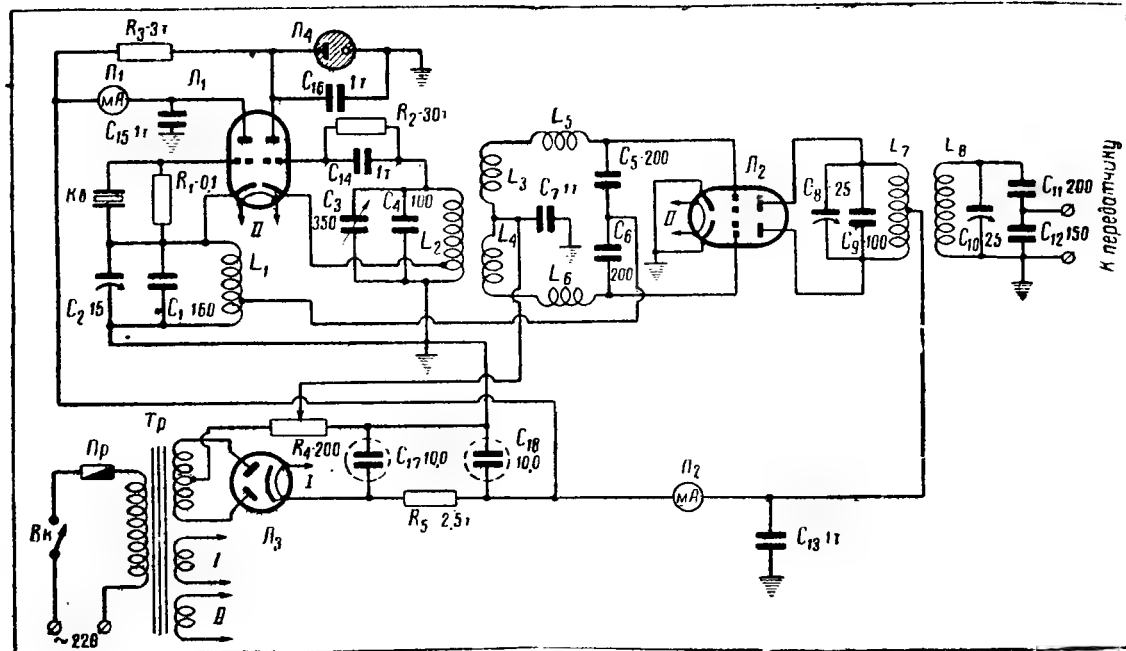 R₃-3т
П₁
мА
Л₁
C₁₅ 1т
Л₄
C₁₆ 1т
R₂-30т
C₁₄ 1т
Кв
R₁-0,1
II
C₃ 350
C₄ 100
L₂
L₁
C₂ 15
C₁ 160
L₅
L₃
L₄
C₇ 1т
L₆
C₅-200
C₆ 200
Л₂
II
C₈-25
C₉-100
L₇
L₈
C₁₀ 25
C₁₁ 200
C₁₂ 150
К передатчику
Тр
Пр
Вк
~220
R₄-200
I
Л₃
C₁₇ 10,0
C₁₈ 10,0
R₅ 2,5т
П₂
мА
C₁₃ 1т
I
II